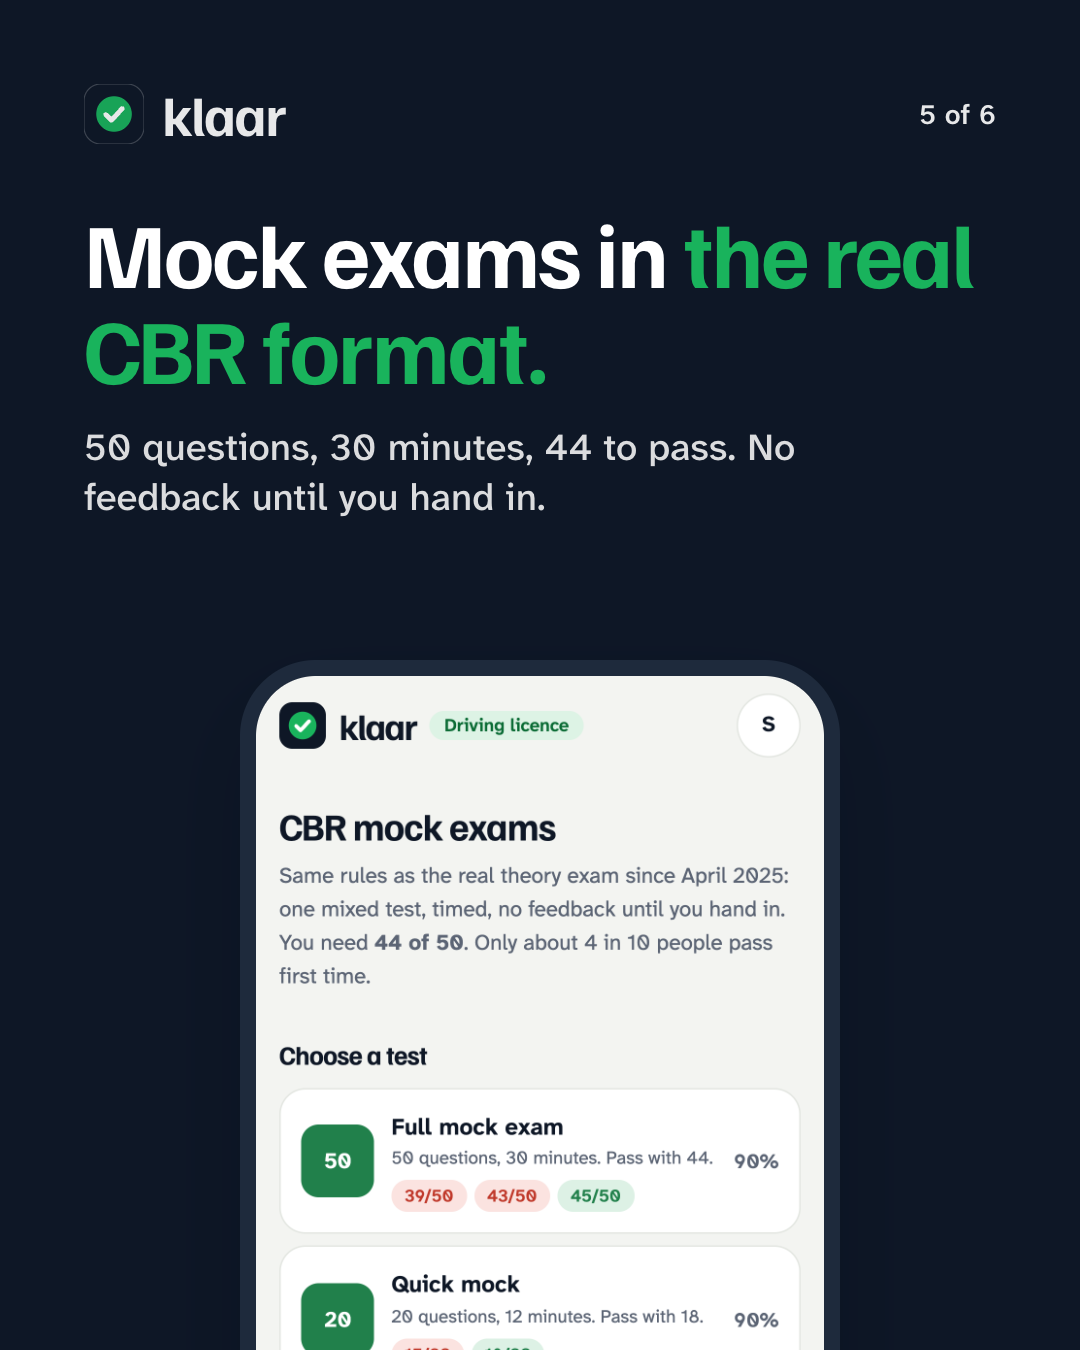 klaar
5 of 6
Mock exams in the real
CBR format.
50 questions, 30 minutes, 44 to pass. No
feedback until you hand in.
klaar
Driving licence
S
CBR mock exams
Same rules as the real theory exam since April 2025:
one mixed test, timed, no feedback until you hand in.
You need 44 of 50. Only about 4 in 10 people pass
first time.
Choose a test
50
Full mock exam
50 questions, 30 minutes. Pass with 44.
90%
39/50 43/50 45/50
20
Quick mock
20 questions, 12 minutes. Pass with 18.
90%